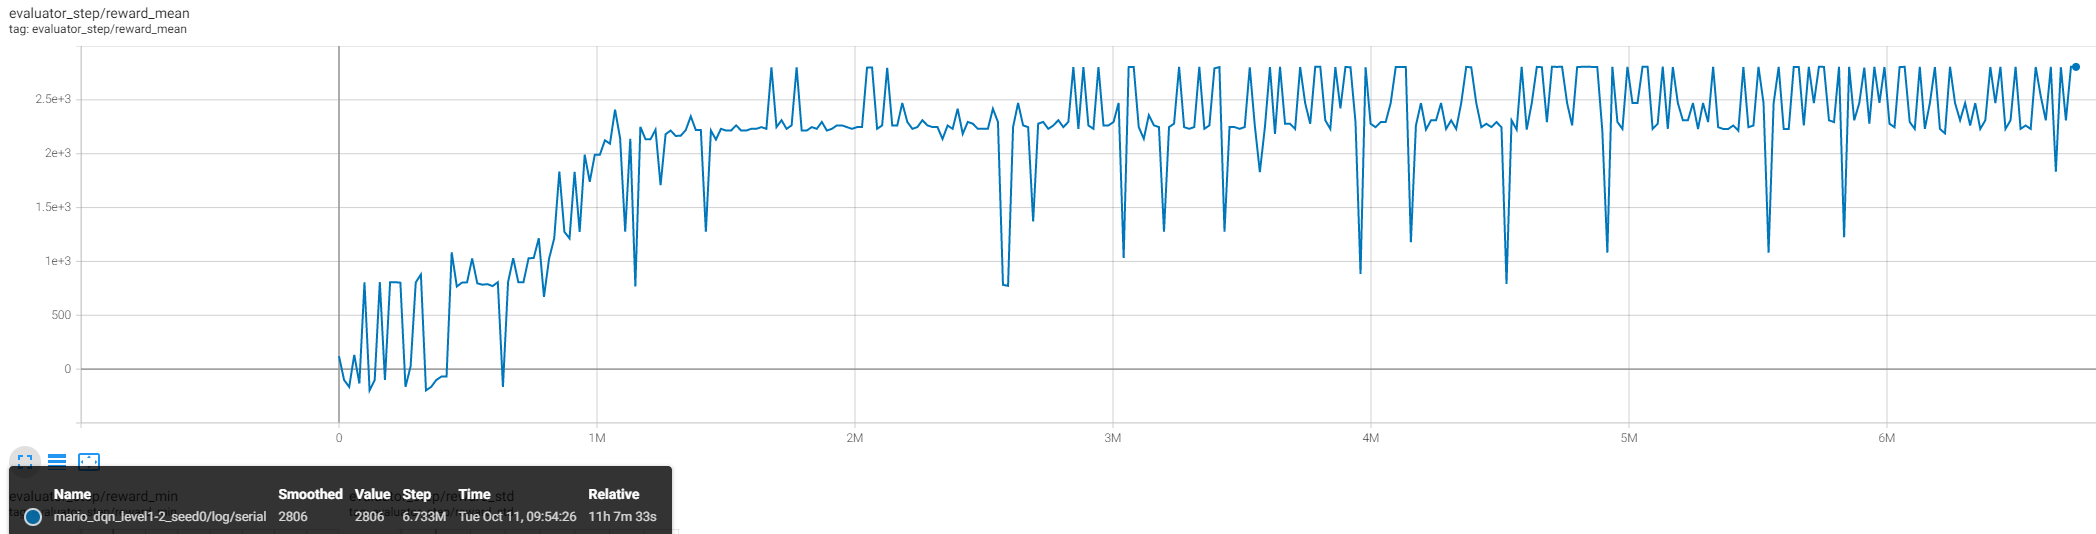 evaluator_step/reward_mean
tag: evaluator_step/reward_mean
2.5e+3
2e+3
1.5e+3
1e+3
500
0
0 1M 2M 3M 4M 5M 6M
evaluator_step/reward_min
Name Smoothed Value Step Time Relative
mario_dqn_level1-2_seed0/log/serial 2806 2806 6.733M Tue Oct 11, 09:54:26 11h 7m 33s